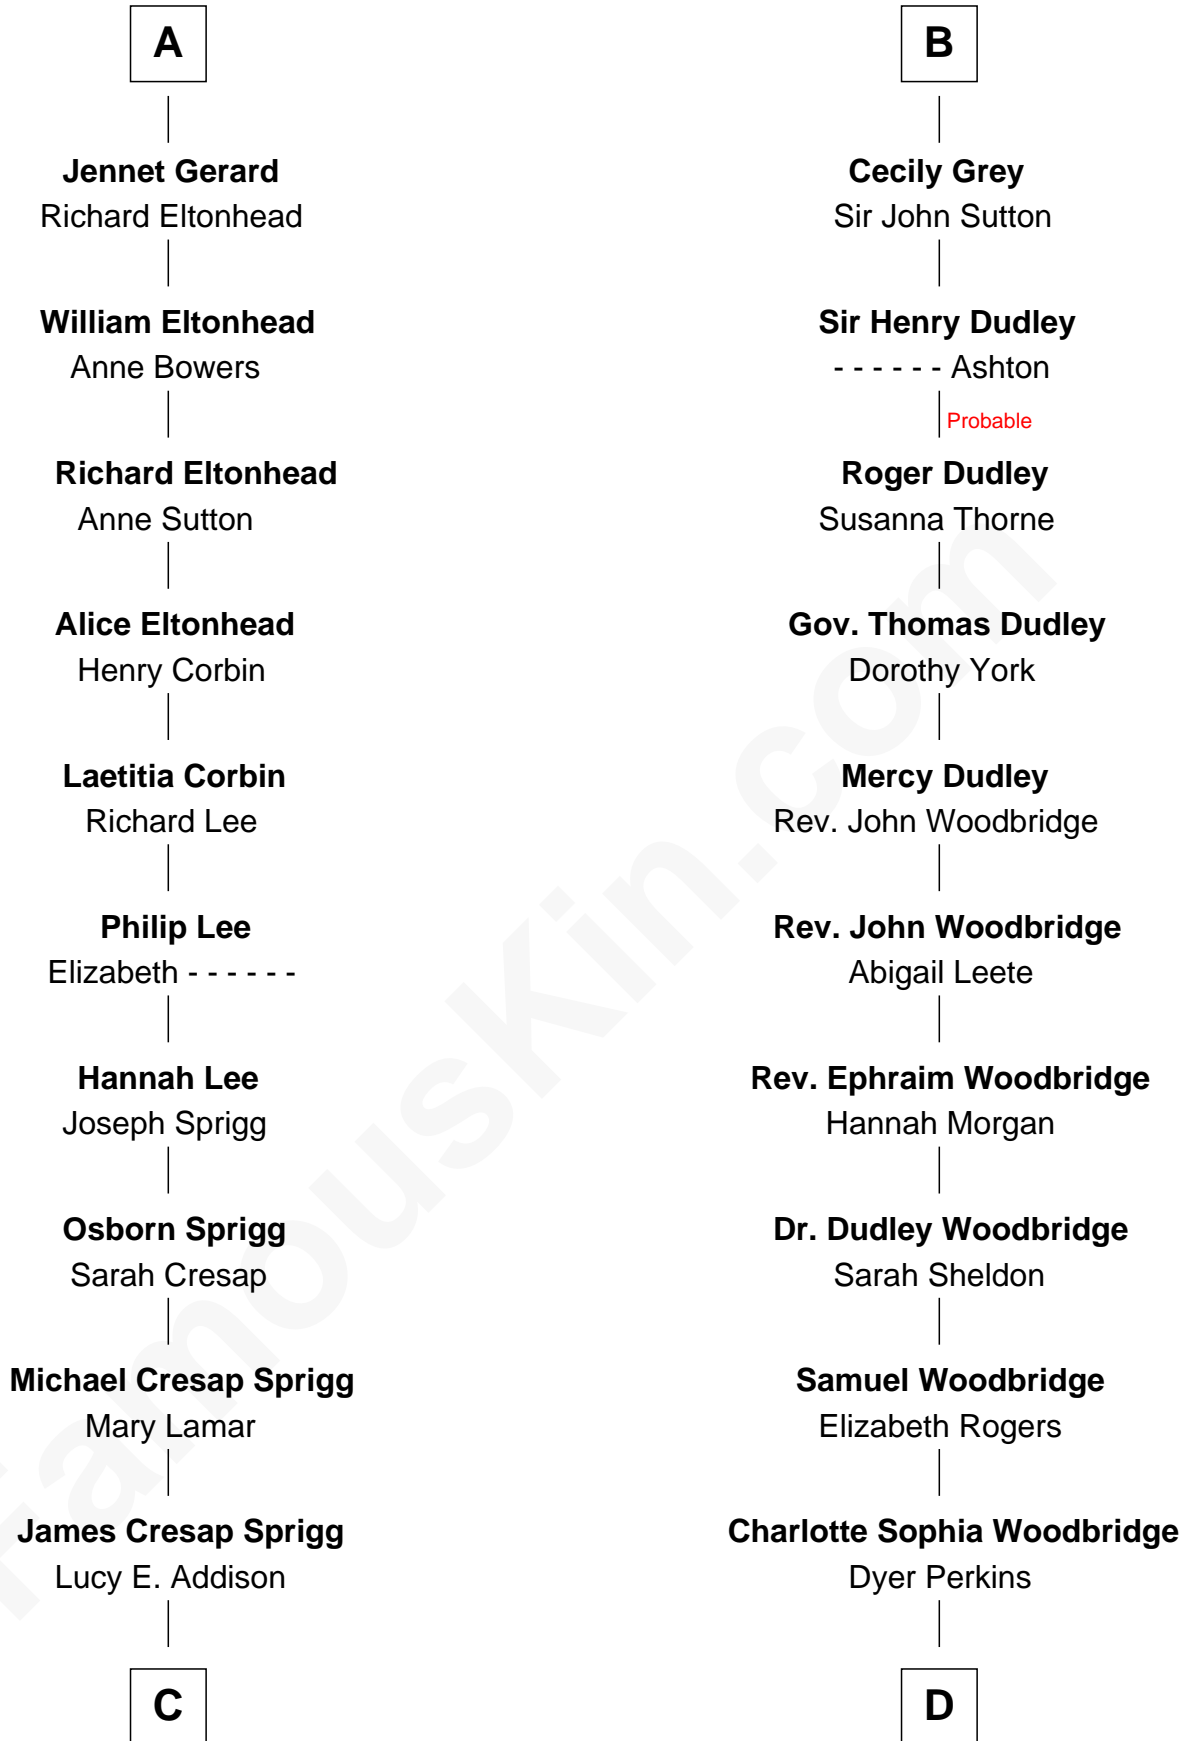 A
Jennet Gerard
Richard Eltonhead
William Eltonhead
Anne Bowers
Richard Eltonhead
Anne Sutton
Alice Eltonhead
Henry Corbin
Laetitia Corbin
Richard Lee
Philip Lee
Elizabeth - - - - - -
Hannah Lee
Joseph Sprigg
Osborn Sprigg
Sarah Cresap
Michael Cresap Sprigg
Mary Lamar
James Cresap Sprigg
Lucy E. Addison
C
B
Cecily Grey
Sir John Sutton
Sir Henry Dudley
- - - - - - Ashton
Probable
Roger Dudley
Susanna Thorne
Gov. Thomas Dudley
Dorothy York
Mercy Dudley
Rev. John Woodbridge
Rev. John Woodbridge
Abigail Leete
Rev. Ephraim Woodbridge
Hannah Morgan
Dr. Dudley Woodbridge
Sarah Sheldon
Samuel Woodbridge
Elizabeth Rogers
Charlotte Sophia Woodbridge
Dyer Perkins
D
FamousKin.com